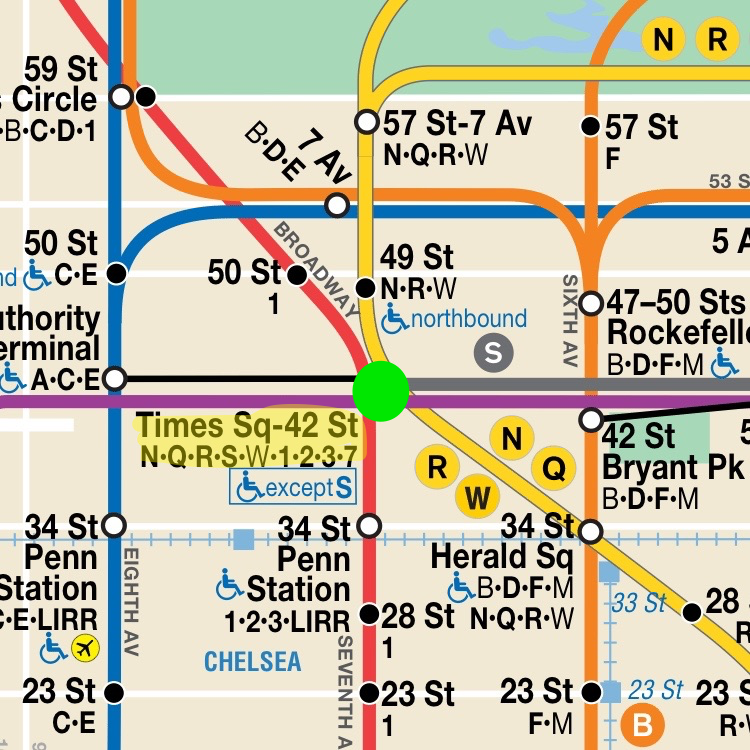 N R
59 St
s Circle
B·C·D·1
57 St-7 Av
N·Q·R·W
57 St
F
7 Av
B·D·E
53 S
50 St
C·E
BROADWAY
50 St
1
49 St
N·R·W
northbound
SIXTH AV
5 A
47–50 Sts
Rockefelle
B·D·F·M
nd
uthority
erminal
A·C·E
S
Times Sq-42 St
N·Q·R·S·W·1·2·3·7
except S
R
W
N
Q
42 St
Bryant Pk
B·D·F·M
5
34 St
Penn
Station
C·E·LIRR
EIGHTH AV
34 St
Penn
Station
1·2·3·LIRR
34 St
Herald Sq
B·D·F·M
N·Q·R·W
33 St
28
R
28 St
1
CHELSEA
SEVENTH A
23 St
C·E
23 St
1
23 St
F·M
23 St
B
23 S
R·W